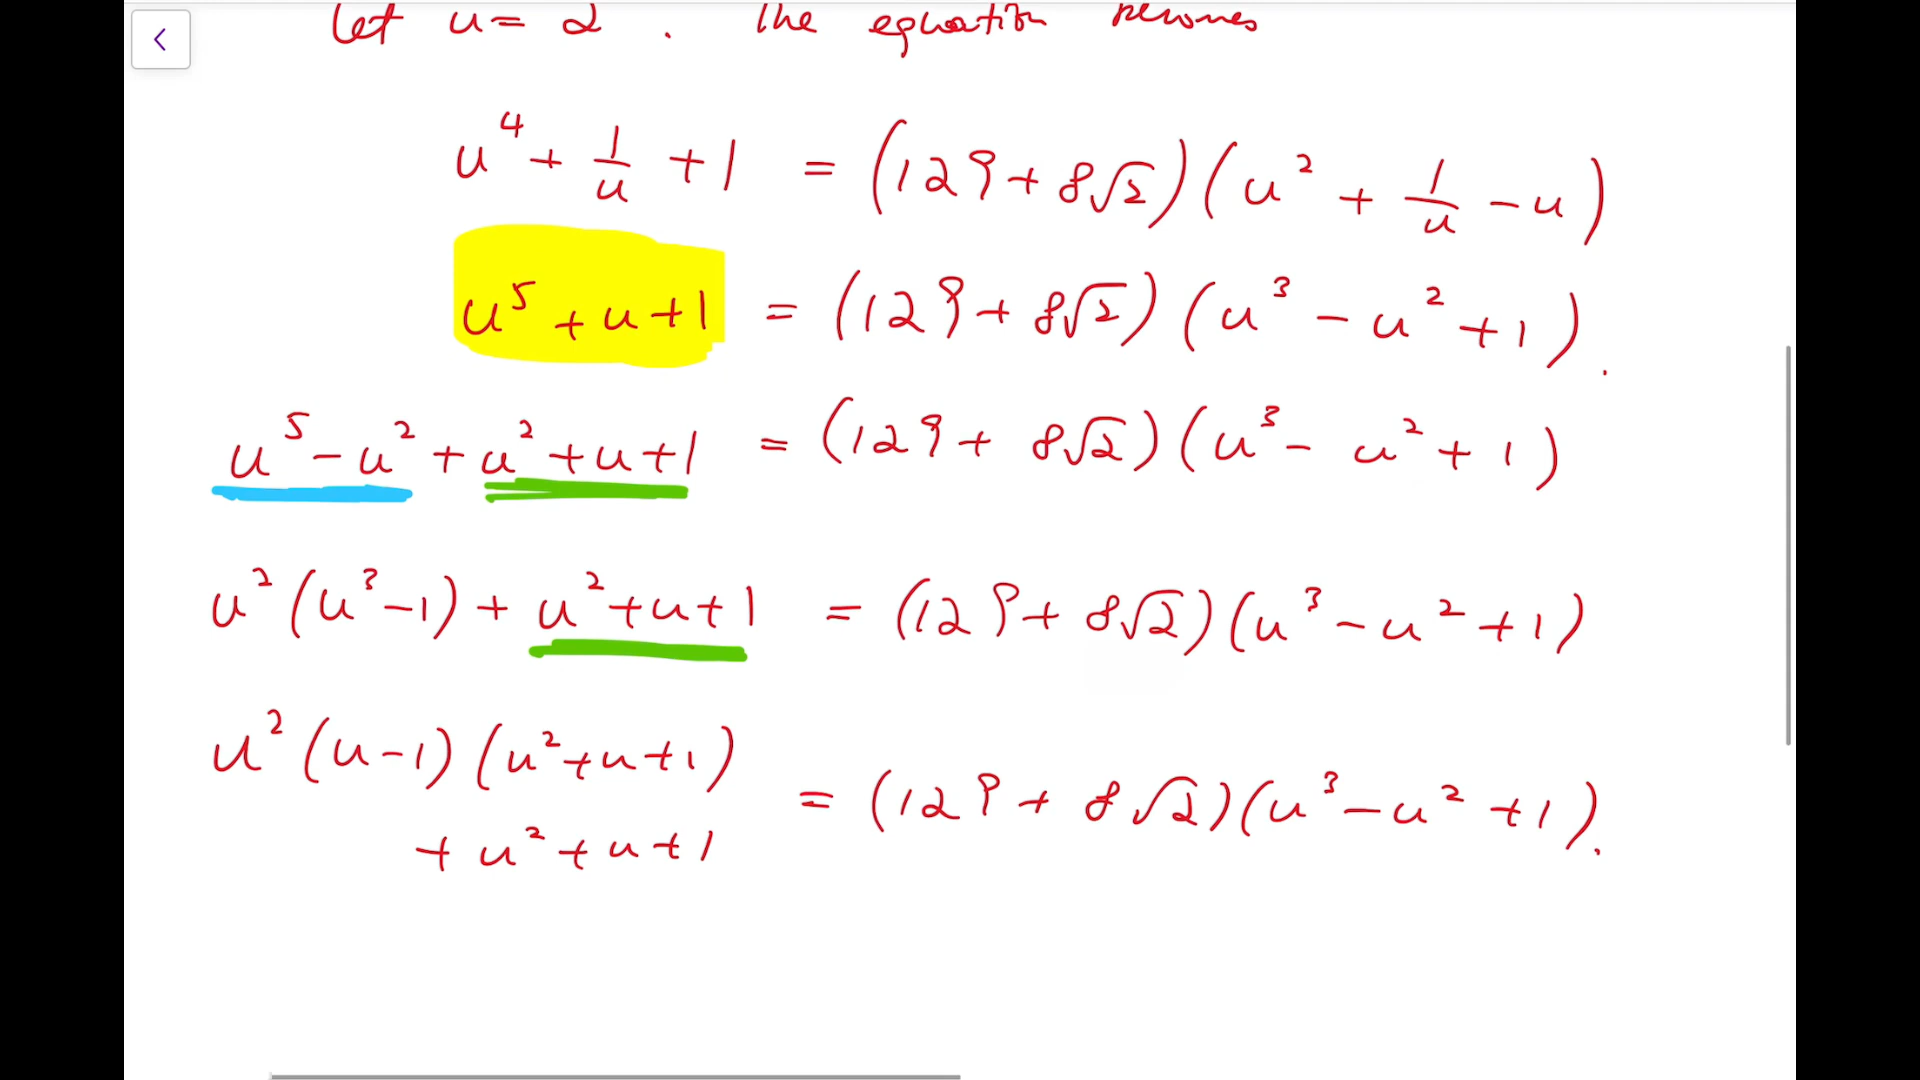 Let u = 2 . The equation becomes
u⁴ + 1/u + 1 = (129 + 8√2)(u² + 1/u - u)
u⁵ + u + 1 = (129 + 8√2)(u³ - u² + 1).
u⁵ - u² + u² + u + 1 = (129 + 8√2)(u³ - u² + 1)
u²(u³ - 1) + u² + u + 1 = (129 + 8√2)(u³ - u² + 1)
u²(u - 1)(u² + u + 1)
+ u² + u + 1 = (129 + 8√2)(u³ - u² + 1).